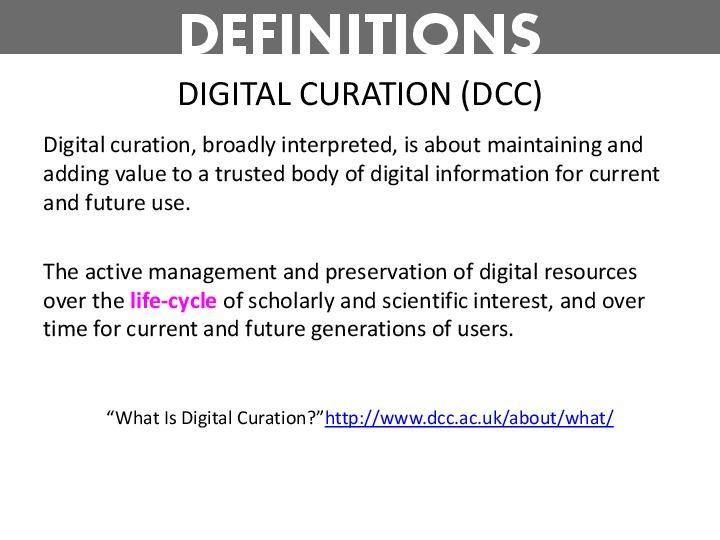 DEFINITIONS
DIGITAL CURATION (DCC)
Digital curation, broadly interpreted, is about maintaining and
adding value to a trusted body of digital information for current
and future use.
The active management and preservation of digital resources
over the life-cycle of scholarly and scientific interest, and over
time for current and future generations of users.
“What Is Digital Curation?”http://www.dcc.ac.uk/about/what/